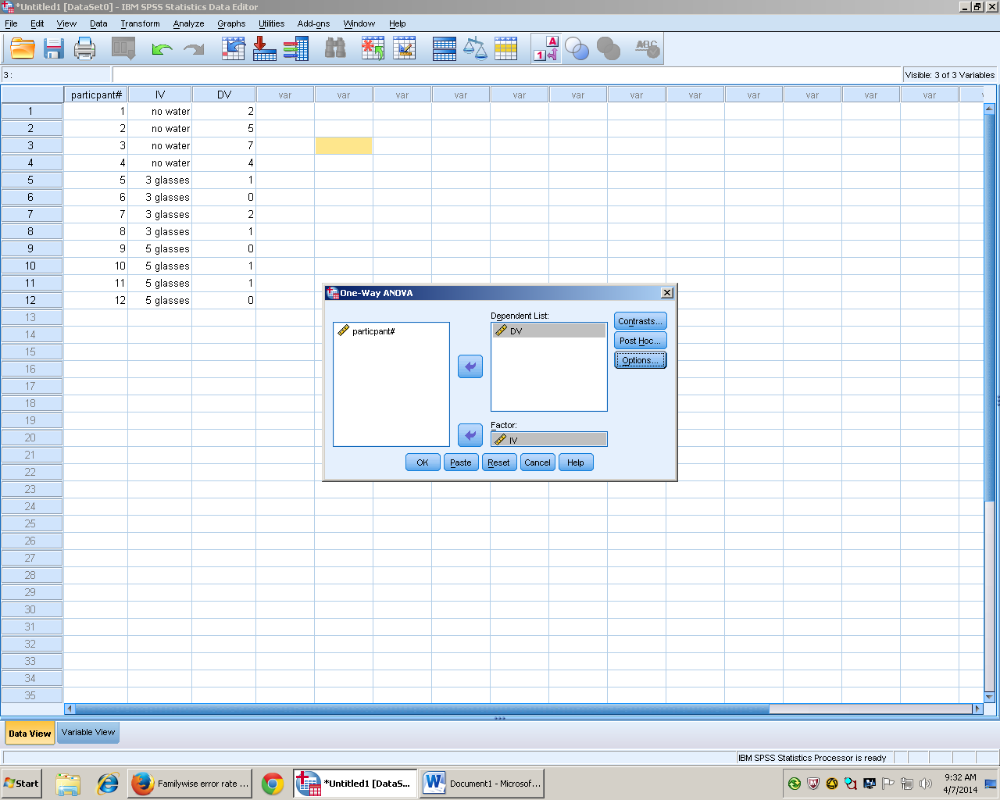 *Untitled1 [DataSet0] - IBM SPSS Statistics Data Editor
File Edit View Data Transform Analyze Graphs Utilities Add-ons Window Help
3 :
Visible: 3 of 3 Variables
particpant# IV DV var var var var var var var var var var var var
1 1 no water 2
2 2 no water 5
3 3 no water 7
4 4 no water 4
5 5 3 glasses 1
6 6 3 glasses 0
7 7 3 glasses 2
8 8 3 glasses 1
9 9 5 glasses 0
10 10 5 glasses 1
11 11 5 glasses 1
12 12 5 glasses 0
13
14
15
16
17
18
19
20
21
22
23
24
25
26
27
28
29
30
31
32
33
34
35
One-Way ANOVA
particpant#
Dependent List:
DV
Contrasts...
Post Hoc...
Options...
Factor:
IV
OK Paste Reset Cancel Help
Data View Variable View
IBM SPSS Statistics Processor is ready
Start
Familywise error rate ...
*Untitled1 [DataS...
Document1 - Microsof...
9:32 AM
4/7/2014